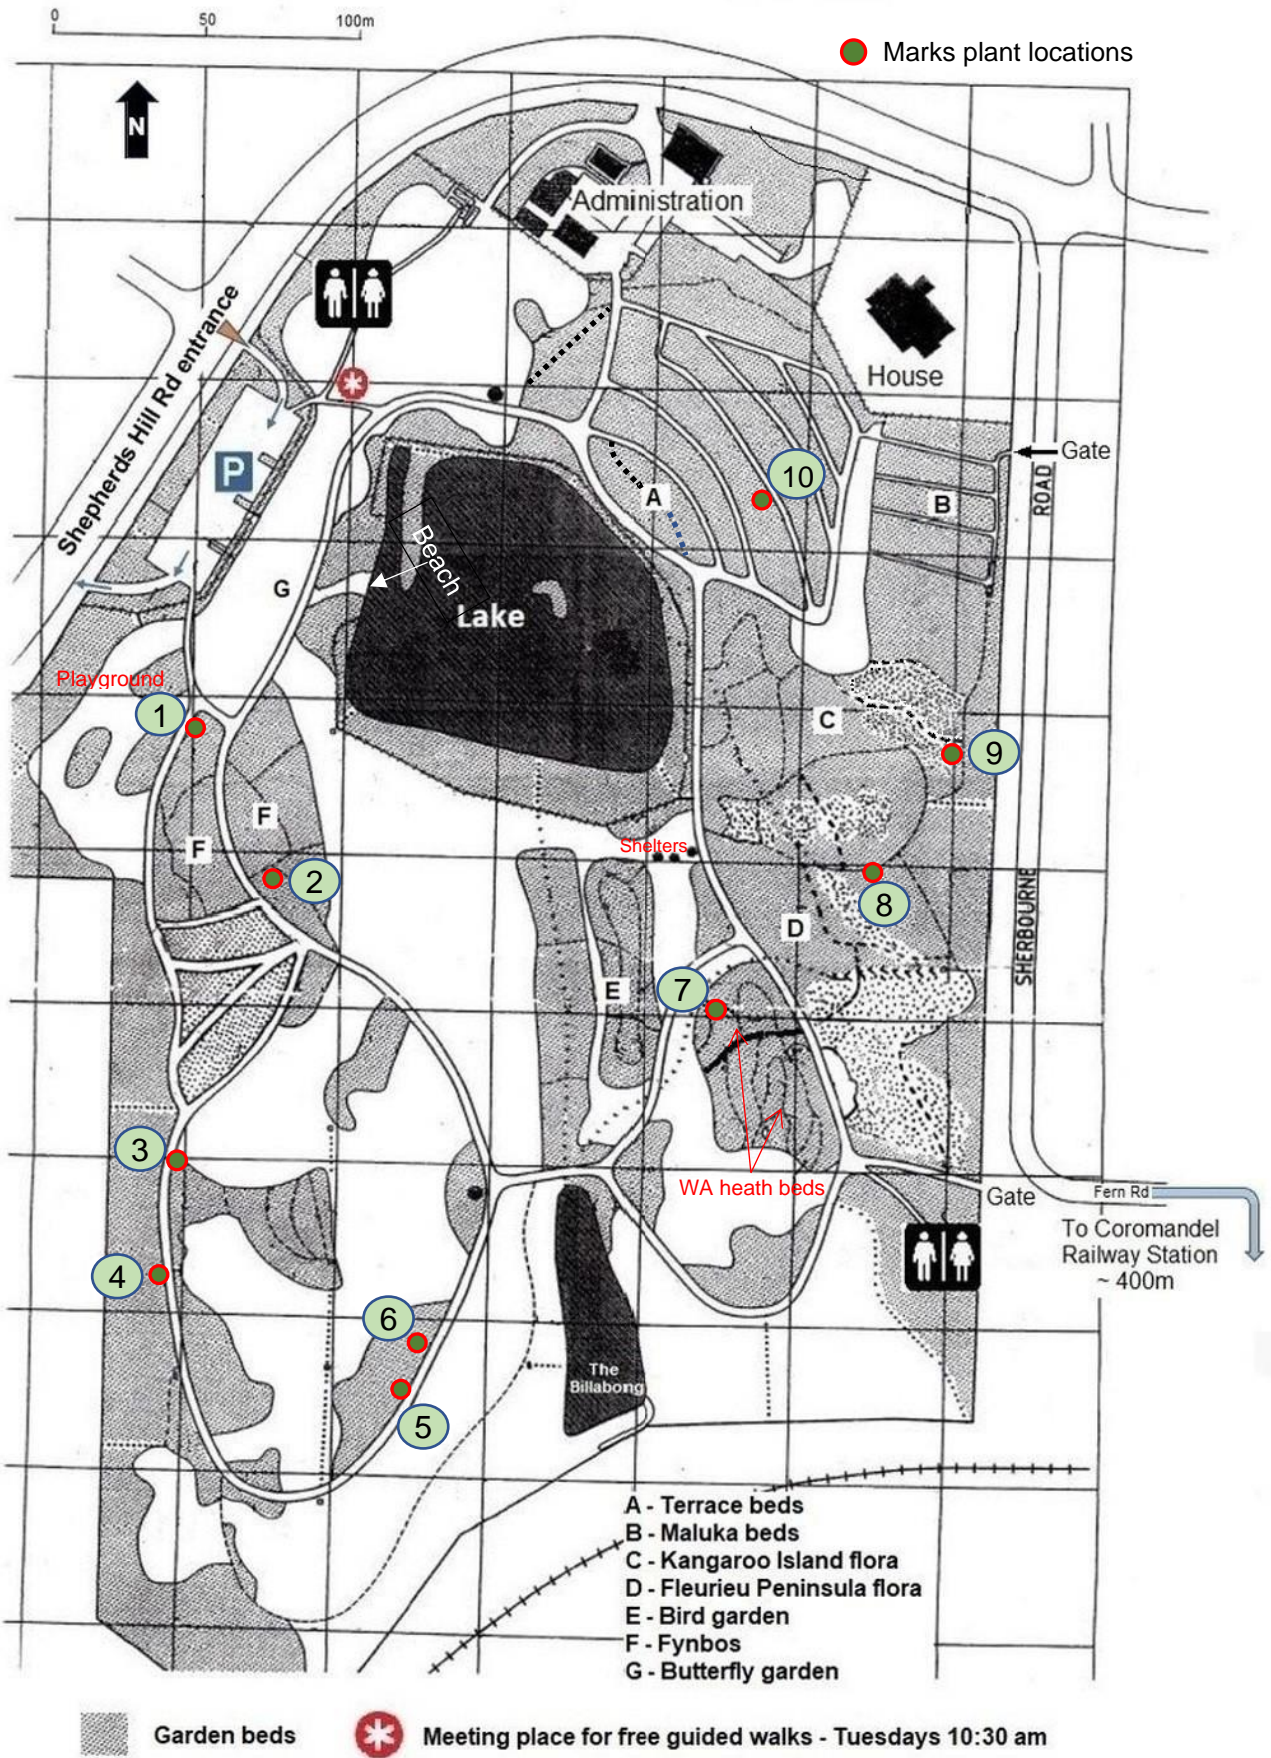 0 50 100m
Marks plant locations
N
Administration
Shepherds Hill Rd entrance
House
Gate
ROAD
P
10
A
B
Beach
G
Lake
Playground
1
C
9
F
F
Shelters
2
8
D
SHERBOURNE
7
E
3
WA heath beds
Gate
Fern Rd
To Coromandel
Railway Station
~ 400m
4
6
The
Billabong
5
A - Terrace beds
B - Maluka beds
C - Kangaroo Island flora
D - Fleurieu Peninsula flora
E - Bird garden
F - Fynbos
G - Butterfly garden
Garden beds
Meeting place for free guided walks - Tuesdays 10:30 am